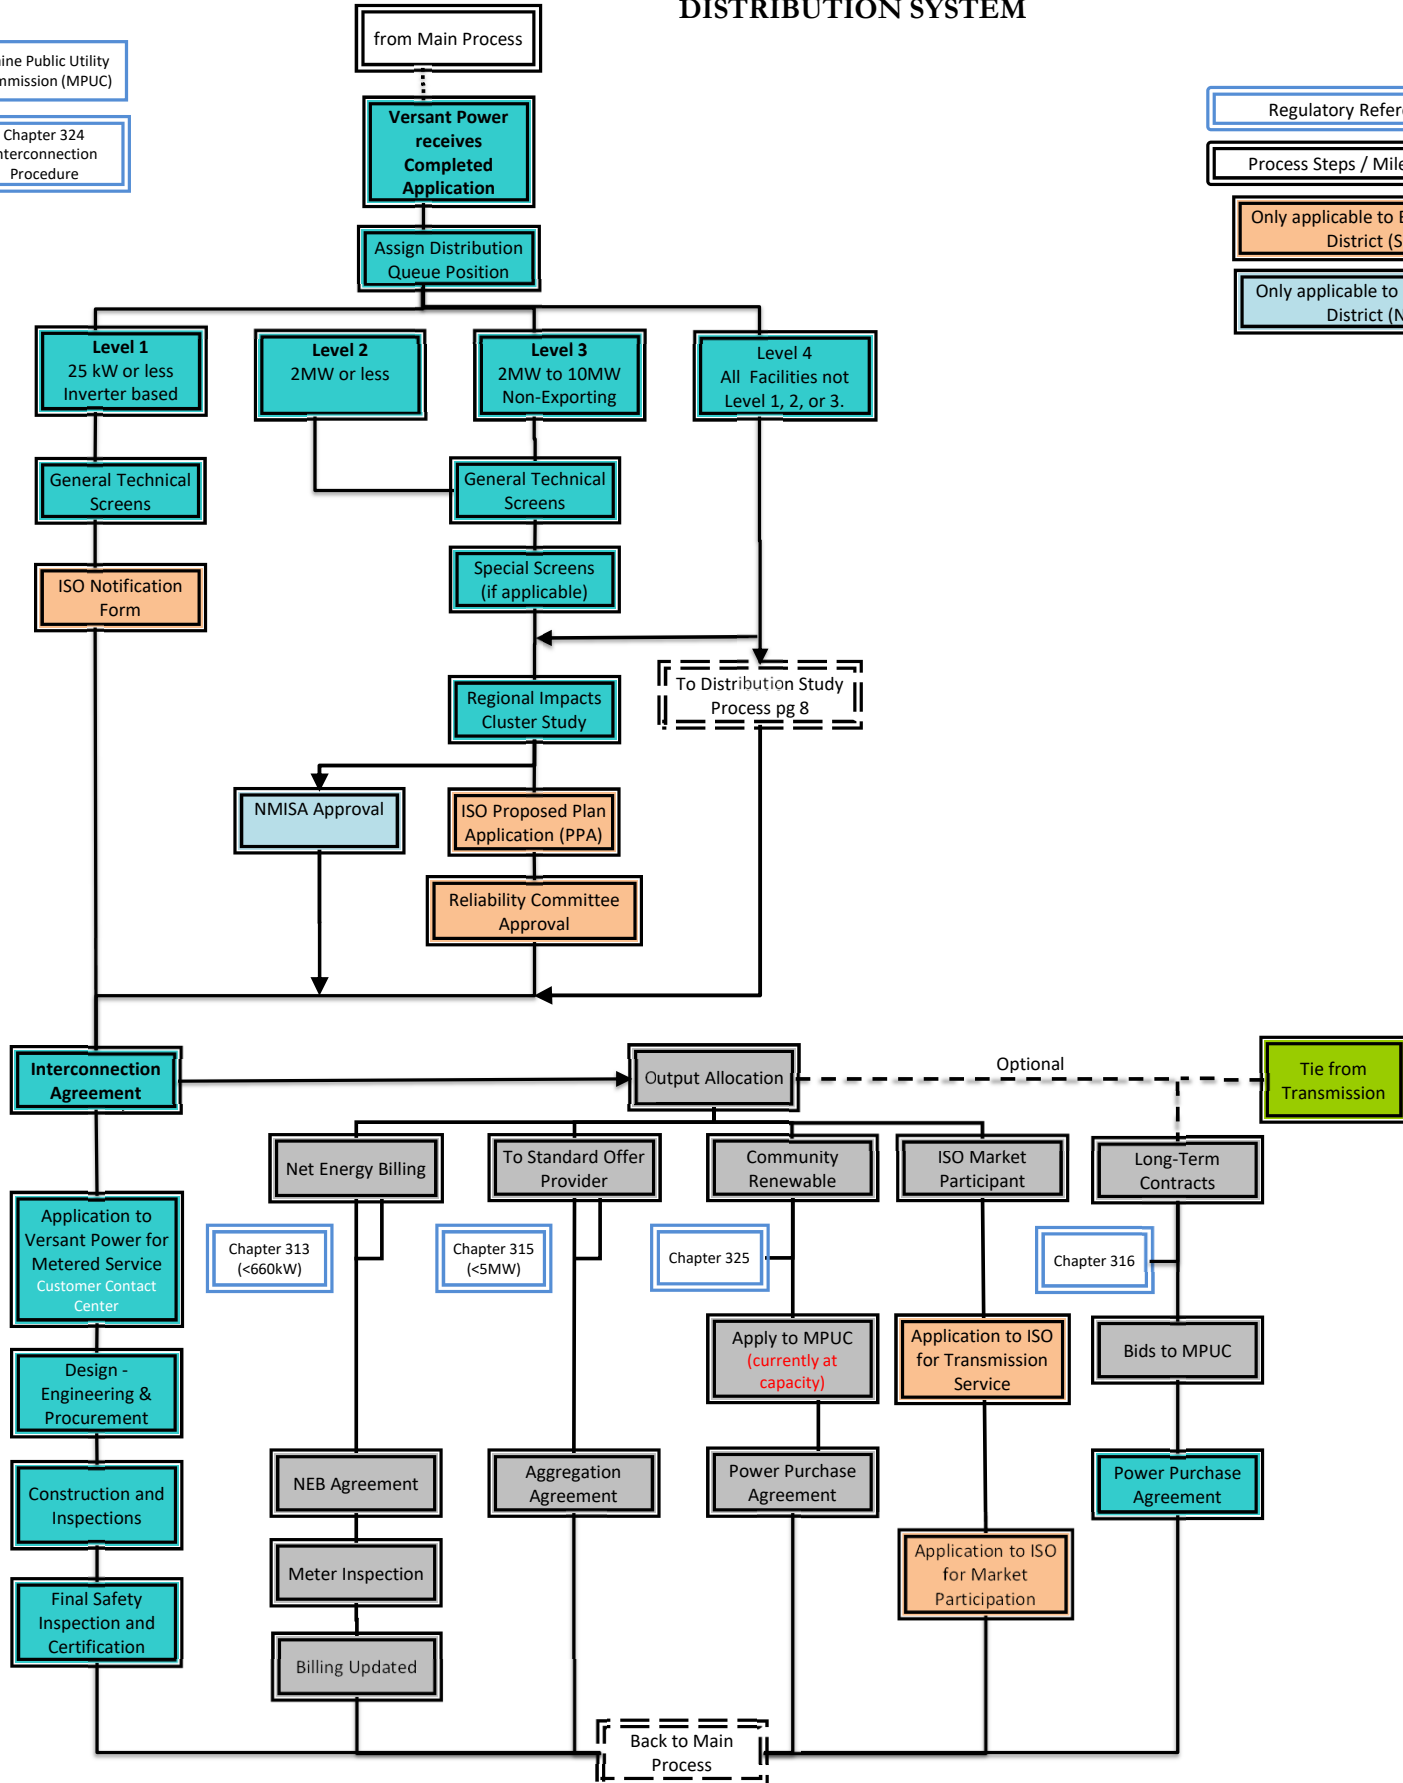 DISTRIBUTION SYSTEM
from Main Process
Public Utility
(MPUC)
Chapter 324
Procedure
Regulatory
Process Steps /
Only applicable to
District
Only applicable to
District
Versant Power
receives
Completed
Application
Assign Distribution
Queue Position
Level 1
25 kW or less
Inverter based
Level 2
2MW or less
Level 3
2MW to 10MW
Non-Exporting
Level 4
All Facilities not
Level 1, 2, or 3.
General Technical
Screens
General Technical
Screens
ISO Notification
Form
Special Screens
(if applicable)
Regional Impacts
Cluster Study
To Distribution Study
Process pg 8
NMISA Approval
ISO Proposed Plan
Application (PPA)
Reliability Committee
Approval
Interconnection
Agreement
Output Allocation
Optional
Tie from
Transmission
Net Energy Billing
To Standard Offer
Provider
Community
Renewable
ISO Market
Participant
Long-Term
Contracts
Application to
Versant Power for
Metered Service
Customer Contact
Center
Chapter 313
(<660kW)
Chapter 315
(<5MW)
Chapter 325
Chapter 316
Apply to MPUC
(currently at
capacity)
Application to ISO
for Transmission
Service
Bids to MPUC
Design -
Engineering &
Procurement
NEB Agreement
Aggregation
Agreement
Power Purchase
Agreement
Power Purchase
Agreement
Construction and
Inspections
Meter Inspection
Application to ISO
for Market
Participation
Final Safety
Inspection and
Certification
Billing Updated
Back to Main
Process